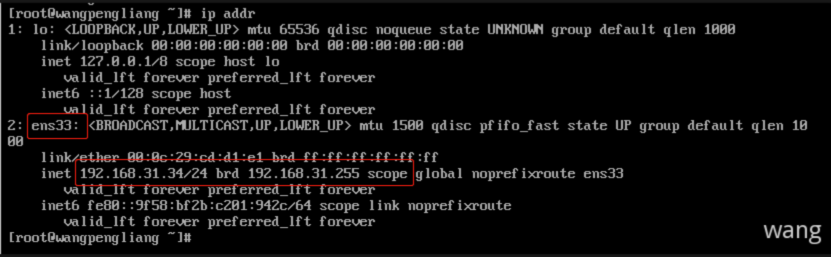 [root@wangpengliang ~]# ip addr
1: lo: <LOOPBACK,UP,LOWER_UP> mtu 65536 qdisc noqueue state UNKNOWN group default qlen 1000
link/loopback 00:00:00:00:00:00 brd 00:00:00:00:00:00
inet 127.0.0.1/8 scope host lo
valid_lft forever preferred_lft forever
inet6 ::1/128 scope host
valid_lft forever preferred_lft forever
2: ens33: <BROADCAST,MULTICAST,UP,LOWER_UP> mtu 1500 qdisc pfifo_fast state UP group default qlen 10
00
link/ether 00:0c:29:cd:d1:e1 brd ff:ff:ff:ff:ff:ff
inet 192.168.31.34/24 brd 192.168.31.255 scope global noprefixroute ens33
valid_lft forever preferred_lft forever
inet6 fe80::9f58:bf2b:c201:942c/64 scope link noprefixroute
valid_lft forever preferred_lft forever
[root@wangpengliang ~]#
wang